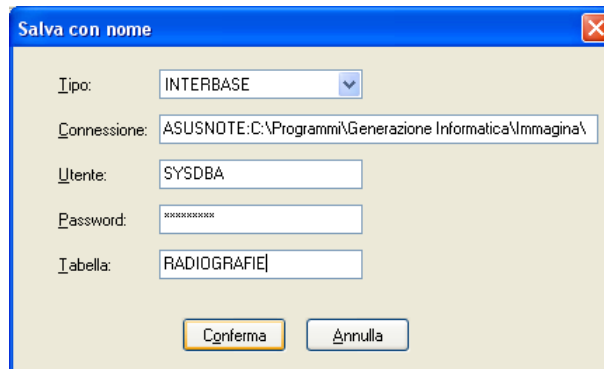 Salva con nome
Tipo: INTERBASE
Connessione: ASUSNOTE:C:\Programmi\Generazione Informatica\Immagina\
Utente: SYSDBA
Password: *********
Tabella: RADIOGRAFIE
Conferma Annulla